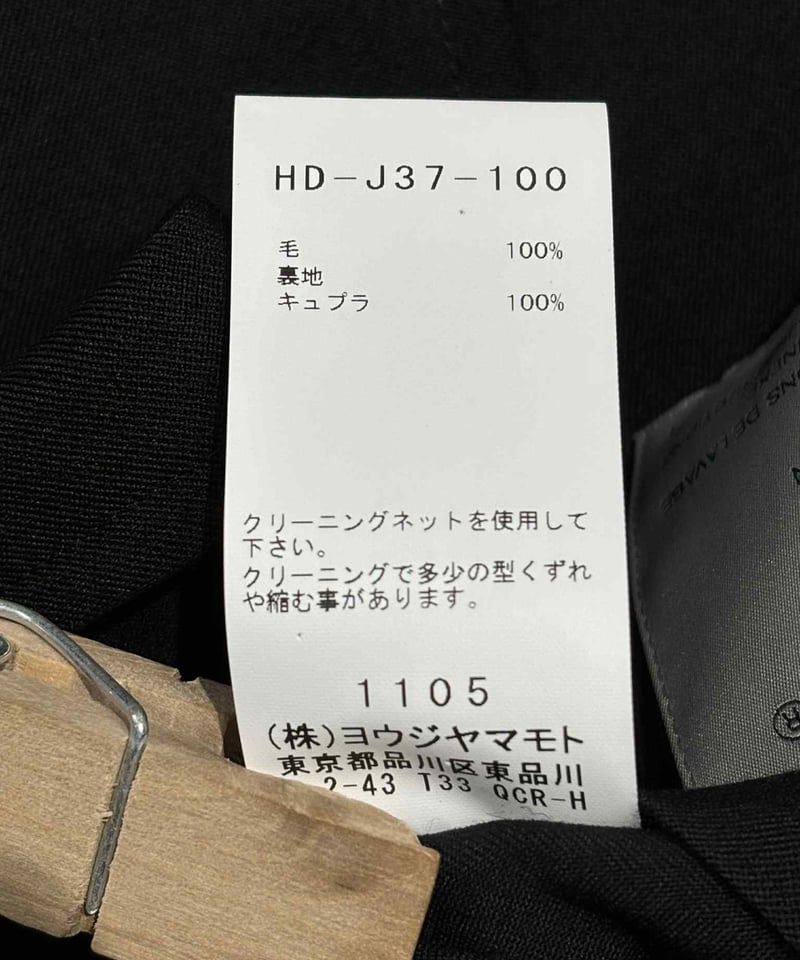 HD-J37-100
毛 100%
裏地
キュプラ 100%
クリーニングネットを使用して
下さい。
クリーニングで多少の型くずれ
や縮む事があります。
1105
(株)ヨウジヤマモト
東京都品川区東品川
2-43 T33 QCR-H
DE LAVAGE
®